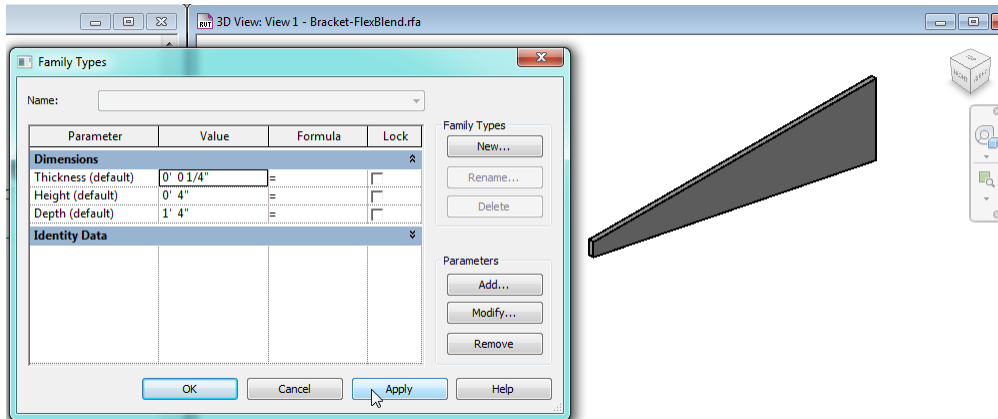 3D View: View 1 - Bracket-FlexBlend.rfa
Family Types
Name:
Parameter Value Formula Lock
Dimensions
Thickness (default) 0' 0 1/4" =
Height (default) 0' 4" =
Depth (default) 1' 4" =
Identity Data
Family Types
New...
Rename...
Delete
Parameters
Add...
Modify...
Remove
OK Cancel Apply Help